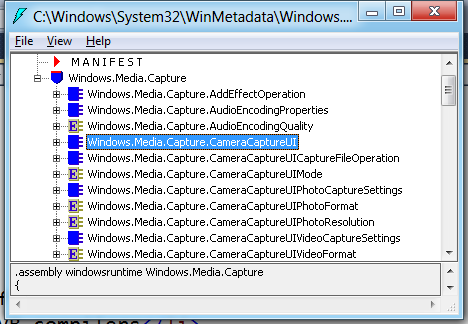 C:\Windows\System32\WinMetadata\Windows....
File View Help
M A N I F E S T
Windows.Media.Capture
Windows.Media.Capture.AddEffectOperation
Windows.Media.Capture.AudioEncodingProperties
E Windows.Media.Capture.AudioEncodingQuality
Windows.Media.Capture.CameraCaptureUI
Windows.Media.Capture.CameraCaptureUICaptureFileOperation
E Windows.Media.Capture.CameraCaptureUIMode
Windows.Media.Capture.CameraCaptureUIPhotoCaptureSettings
E Windows.Media.Capture.CameraCaptureUIPhotoFormat
E Windows.Media.Capture.CameraCaptureUIPhotoResolution
Windows.Media.Capture.CameraCaptureUIVideoCaptureSettings
E Windows.Media.Capture.CameraCaptureUIVideoFormat
.assembly windowsruntime Windows.Media.Capture
{